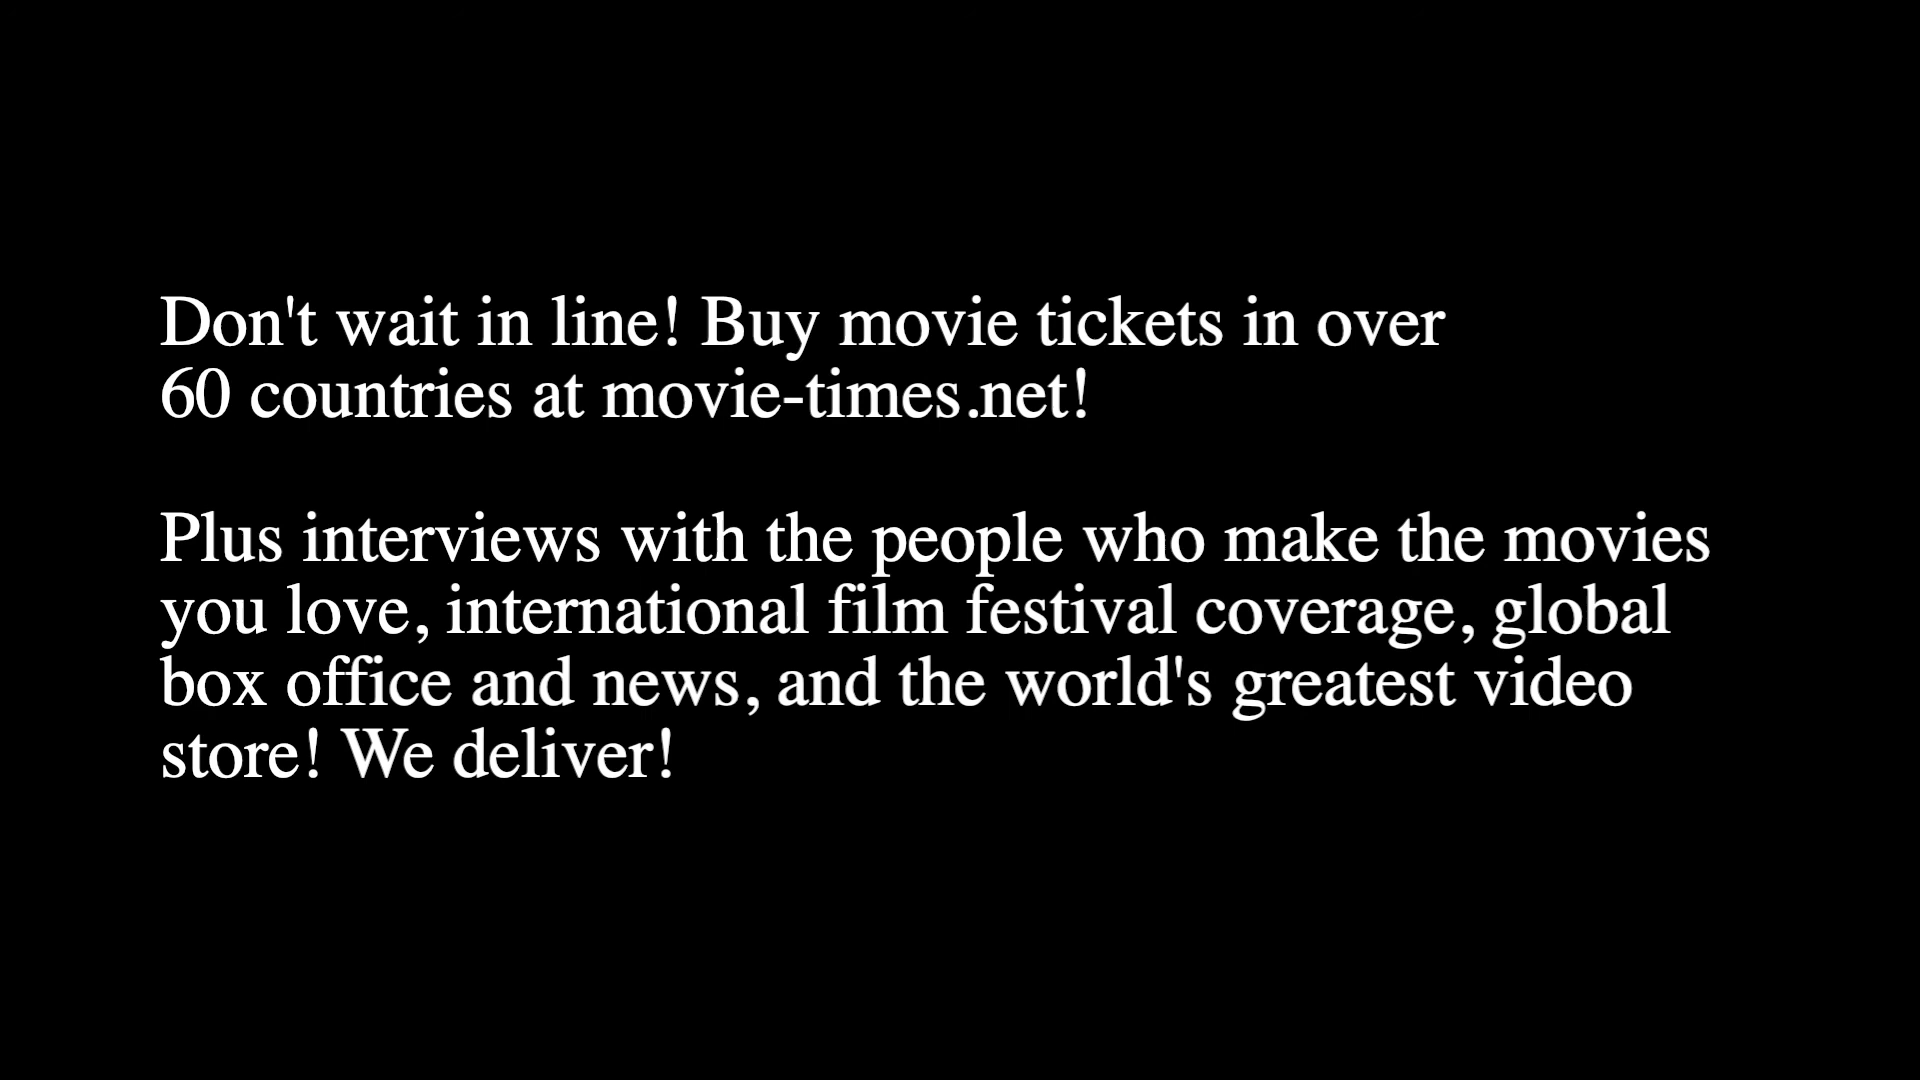 Don't wait in line! Buy movie tickets in over
60 countries at movie-times.net!
Plus interviews with the people who make the movies
you love, international film festival coverage, global
box office and news, and the world's greatest video
store! We deliver!